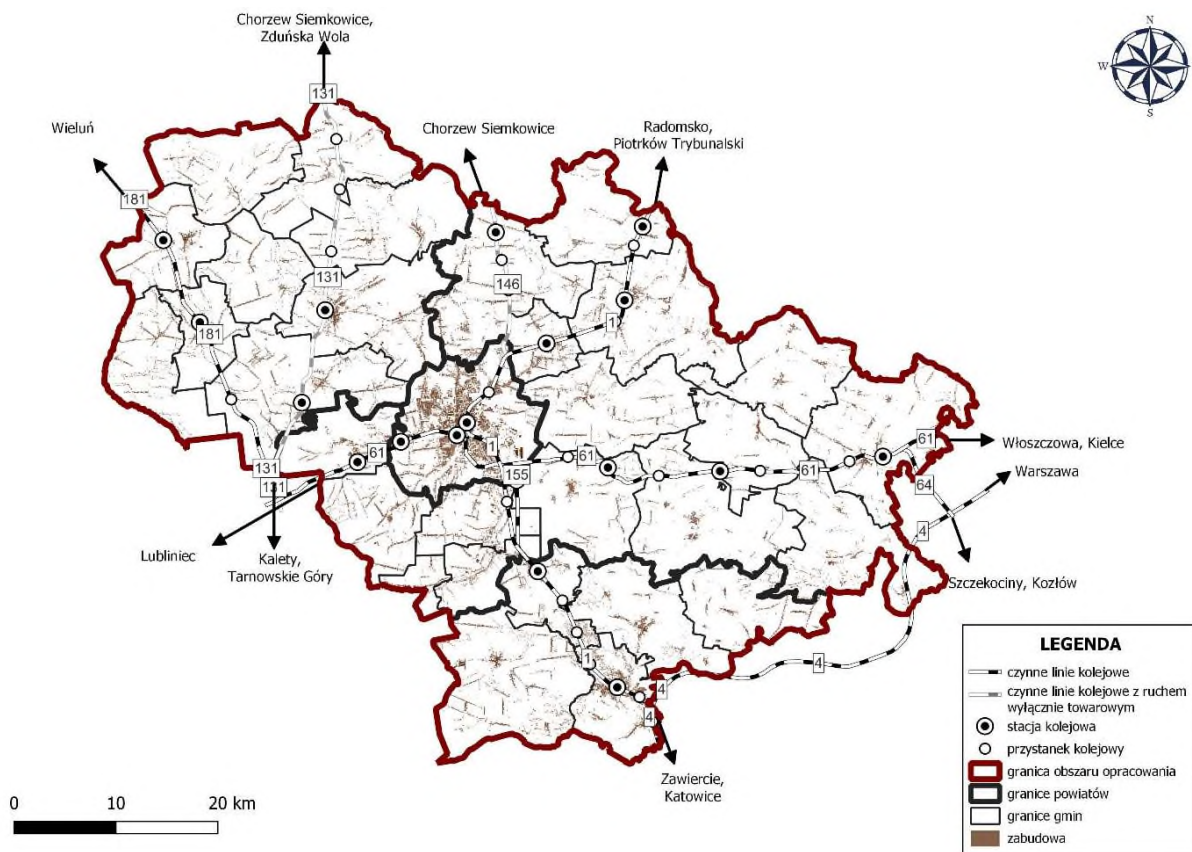 Chorzew Siemkowice,
Zduńska Wola
N
W
E
S
131
Wieluń
Chorzew Siemkowice
Radomsko,
Piotrków Trybunalski
181
131
146
181
1
61
1
61
61
61
131
131
155
64
Włoszczowa, Kielce
Warszawa
4
Lubliniec
Kalety,
Tarnowskie Góry
Szczekociny, Kozłów
1
4
4
4
Zawiercie,
Katowice
0 10 20 km
LEGENDA
czynne linie kolejowe
czynne linie kolejowe z ruchem
wyłącznie towarowym
stacja kolejowa
przystanek kolejowy
granica obszaru opracowania
granice powiatów
granice gmin
zabudowa